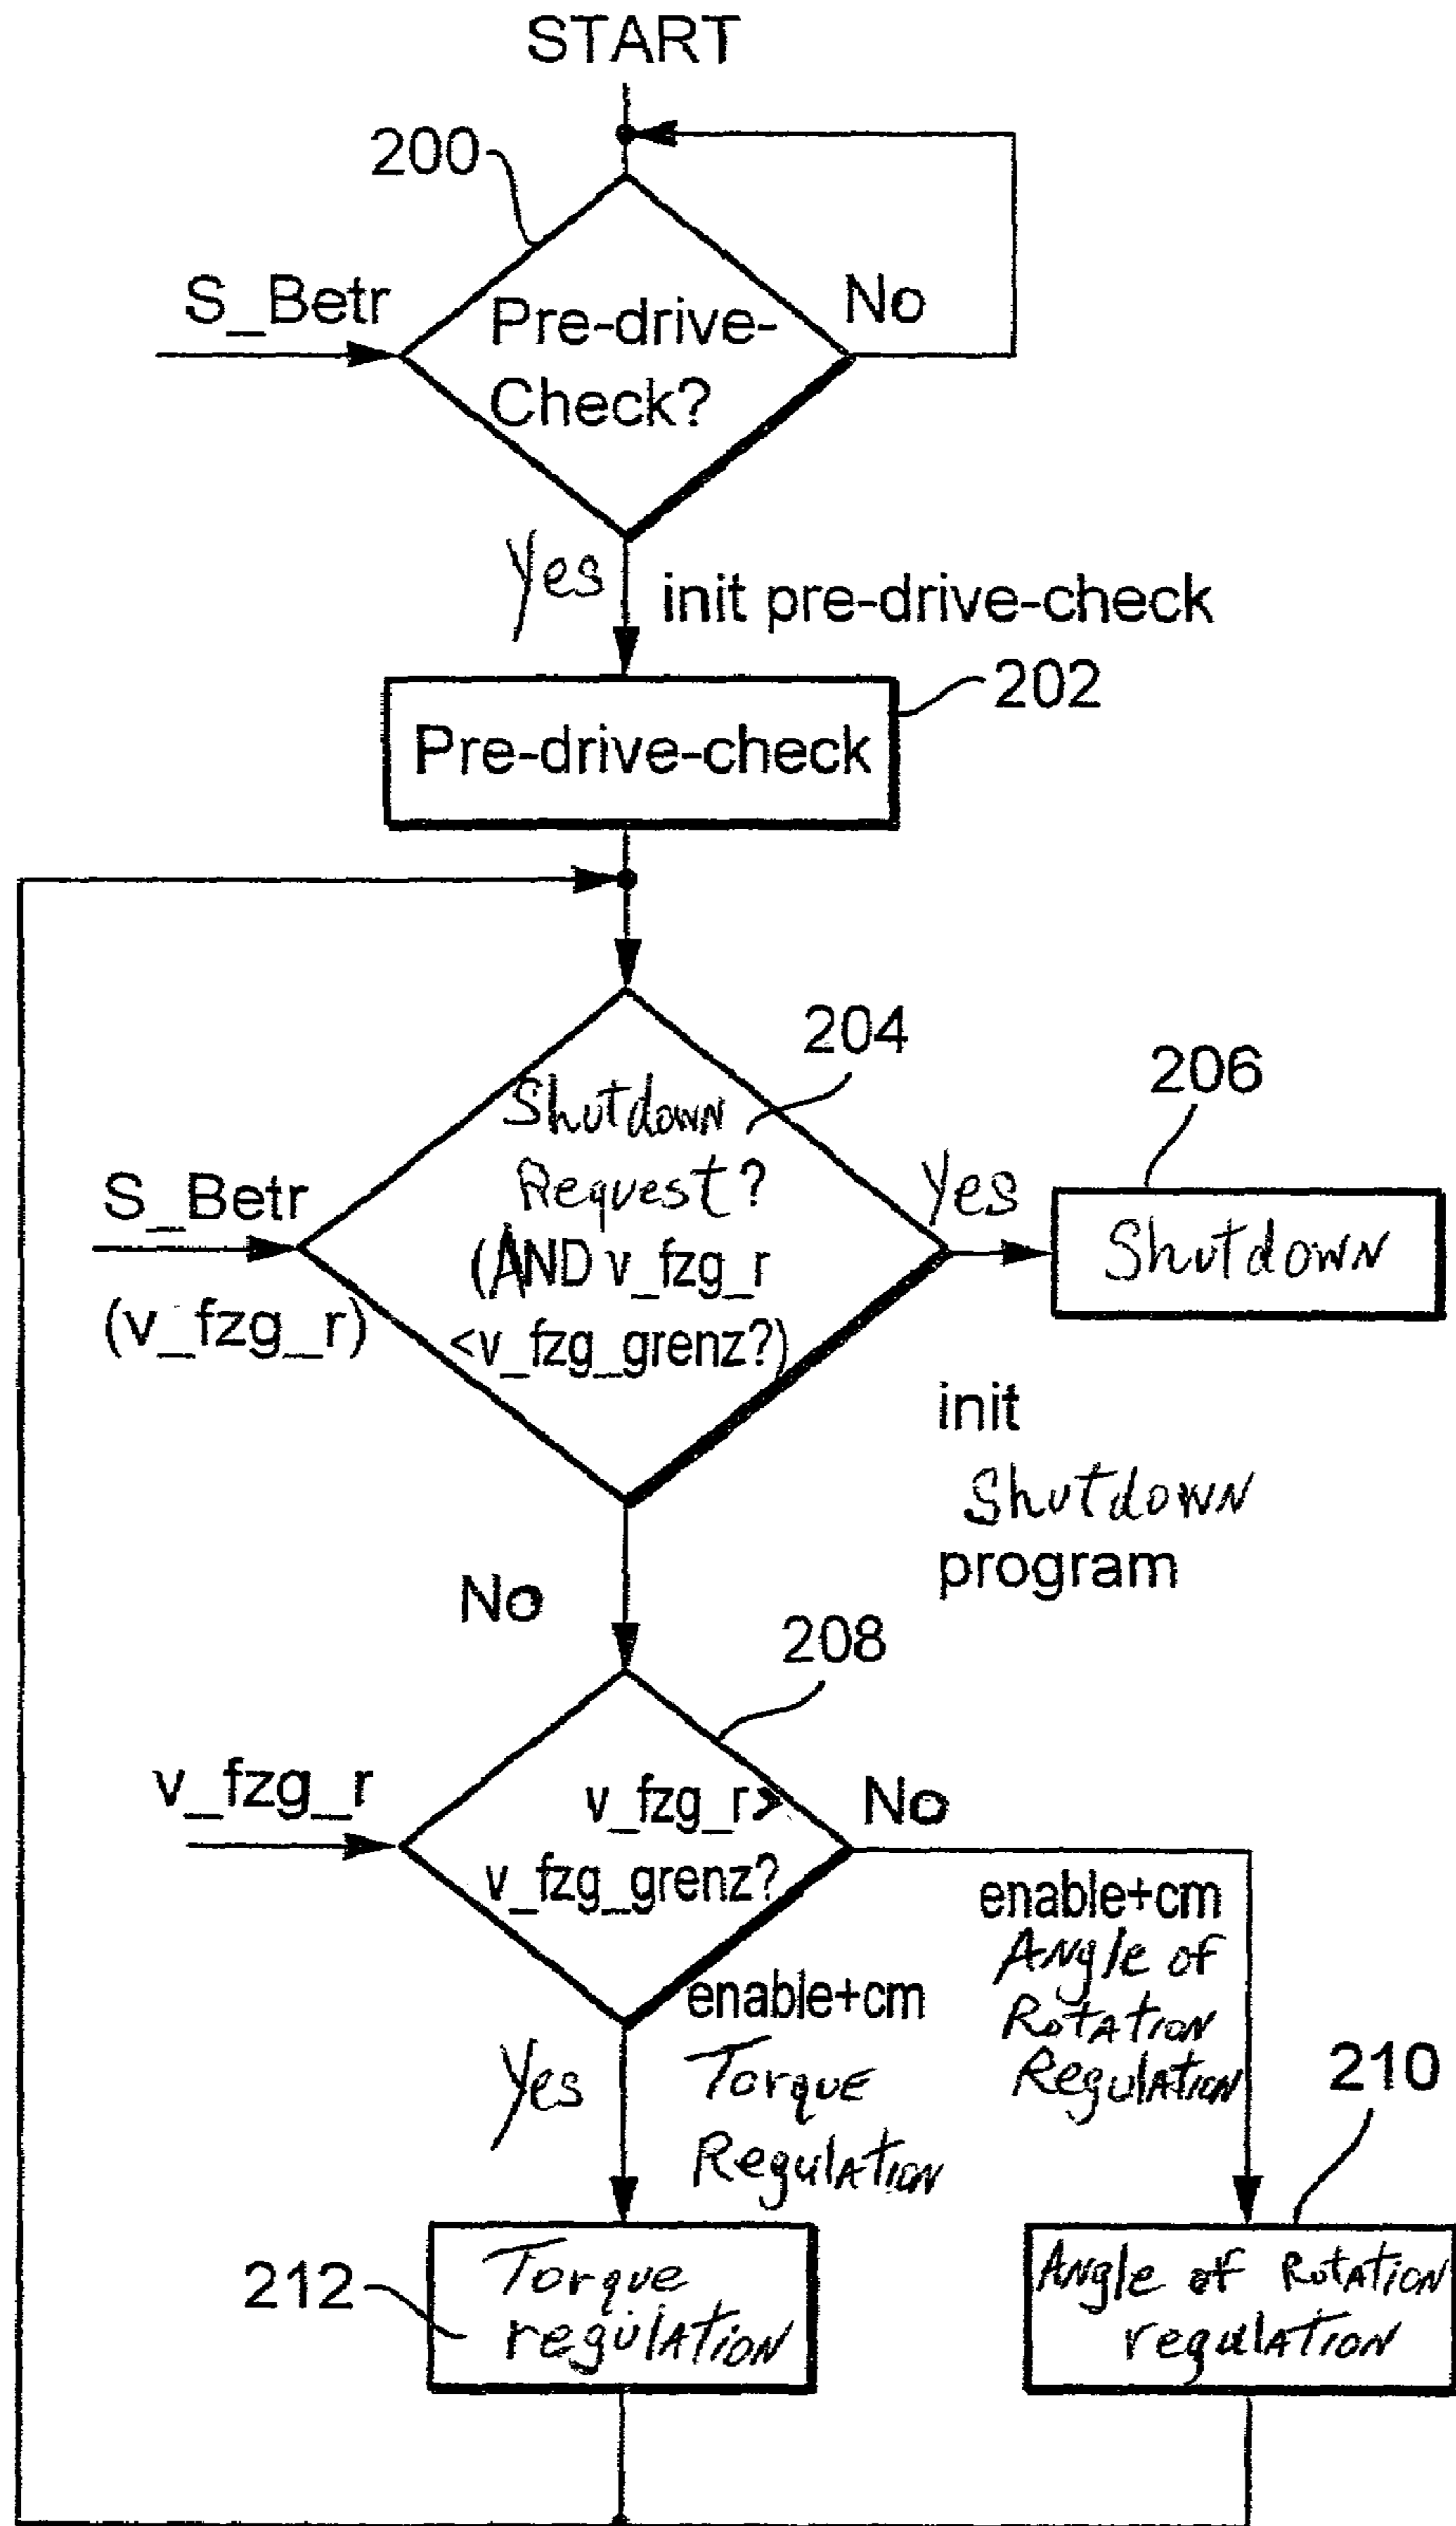 START
200
S_Betr
Pre-drive-
Check?
No
Yes
init pre-drive-check
202
Pre-drive-check
204
206
Shutdown
Request?
(AND v_fzg_r
<v_fzg_grenz?)
S_Betr
(v_fzg_r)
Yes
Shutdown
init
Shutdown
program
No
208
v_fzg_r
v_fzg_r>
v_fzg_grenz?
No
enable+cm
Angle of
Rotation
Regulation
enable+cm
Torque
Regulation
Yes
210
212
Torque
regulation
Angle of Rotation
regulation